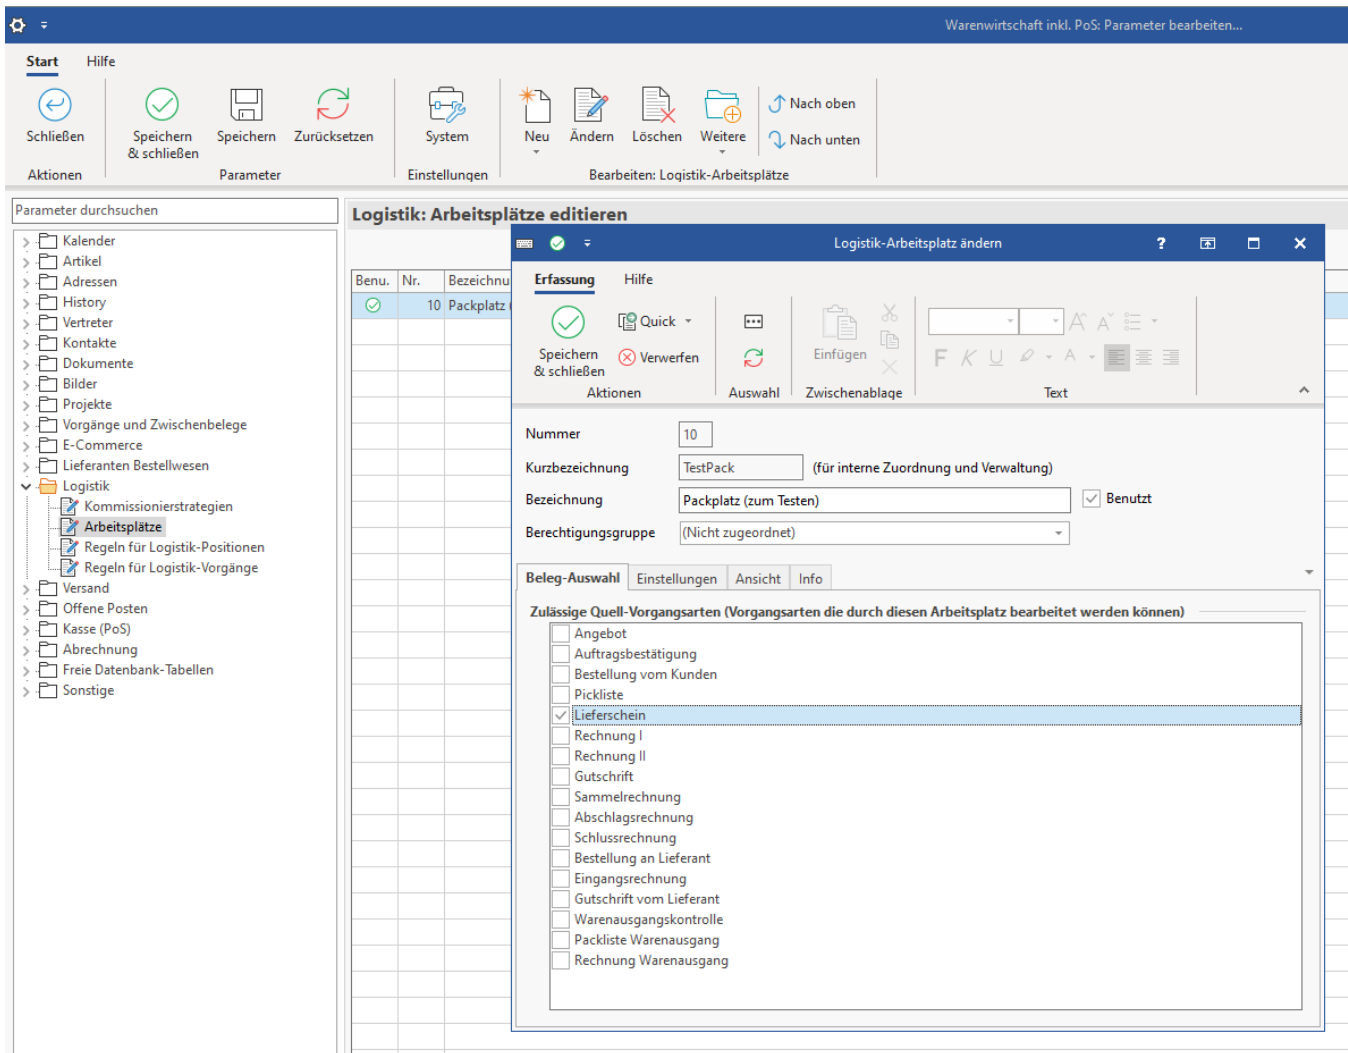 Warenwirtschaft inkl. PoS: Parameter bearbeiten...
Start Hilfe
Schließen
Speichern & schließen
Speichern
Zurücksetzen
System
Neu
Ändern
Löschen
Weitere
Nach oben
Nach unten
Aktionen
Parameter
Einstellungen
Bearbeiten: Logistik-Arbeitsplätze
Parameter durchsuchen
Kalender
Artikel
Adressen
History
Vertreter
Kontakte
Dokumente
Bilder
Projekte
Vorgänge und Zwischenbelege
E-Commerce
Lieferanten Bestellwesen
Logistik
Kommissionierstrategien
Arbeitsplätze
Regeln für Logistik-Positionen
Regeln für Logistik-Vorgänge
Versand
Offene Posten
Kasse (PoS)
Abrechnung
Freie Datenbank-Tabellen
Sonstige
Logistik: Arbeitsplätze editieren
Benu. Nr. Bezeichnu
10 Packplatz
Logistik-Arbeitsplatz ändern
Erfassung Hilfe
Speichern & schließen
Quick
Verwerfen
Einfügen
F K U A
Aktionen
Auswahl
Zwischenablage
Text
Nummer 10
Kurzbezeichnung TestPack (für interne Zuordnung und Verwaltung)
Bezeichnung Packplatz (zum Testen) Benutzt
Berechtigungsgruppe (Nicht zugeordnet)
Beleg-Auswahl Einstellungen Ansicht Info
Zulässige Quell-Vorgangsarten (Vorgangsarten die durch diesen Arbeitsplatz bearbeitet werden können)
Angebot
Auftragsbestätigung
Bestellung vom Kunden
Pickliste
Lieferschein
Rechnung I
Rechnung II
Gutschrift
Sammelrechnung
Abschlagsrechnung
Schlussrechnung
Bestellung an Lieferant
Eingangsrechnung
Gutschrift vom Lieferant
Warenausgangskontrolle
Packliste Warenausgang
Rechnung Warenausgang